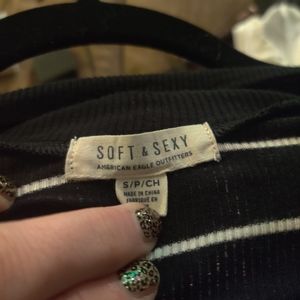 SOFT & SEXY
AMERICAN EAGLE OUTFITTERS
S/P/CH
MADE IN CHINA
FABRIQUÉ EN